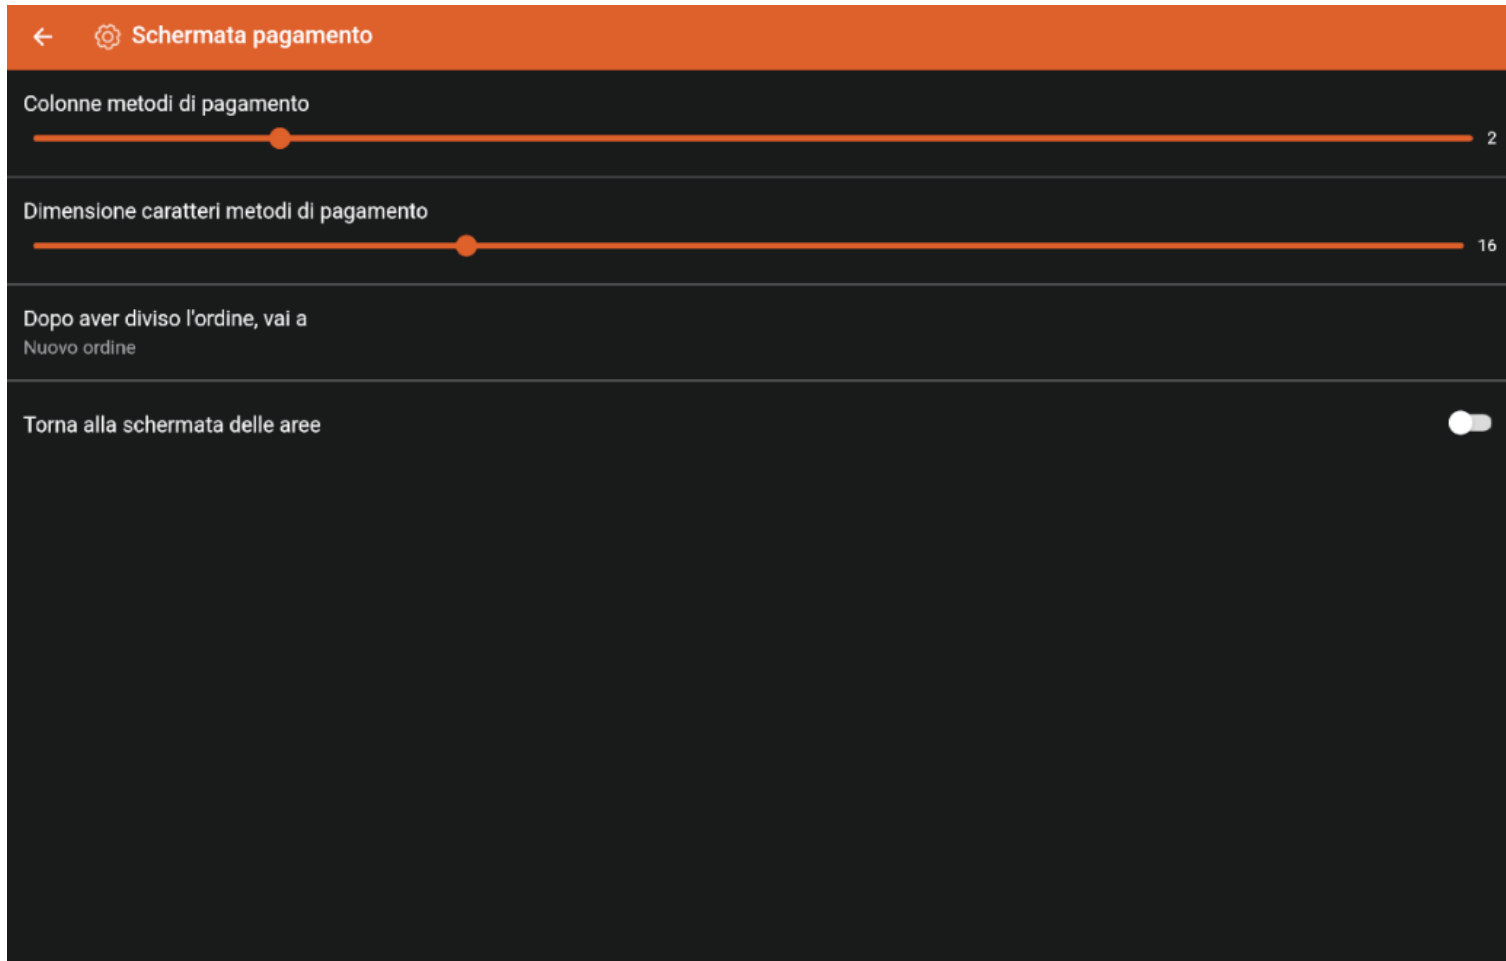 Schermata pagamento
Colonne metodi di pagamento
2
Dimensione caratteri metodi di pagamento
16
Dopo aver diviso l'ordine, vai a
Nuovo ordine
Torna alla schermata delle aree